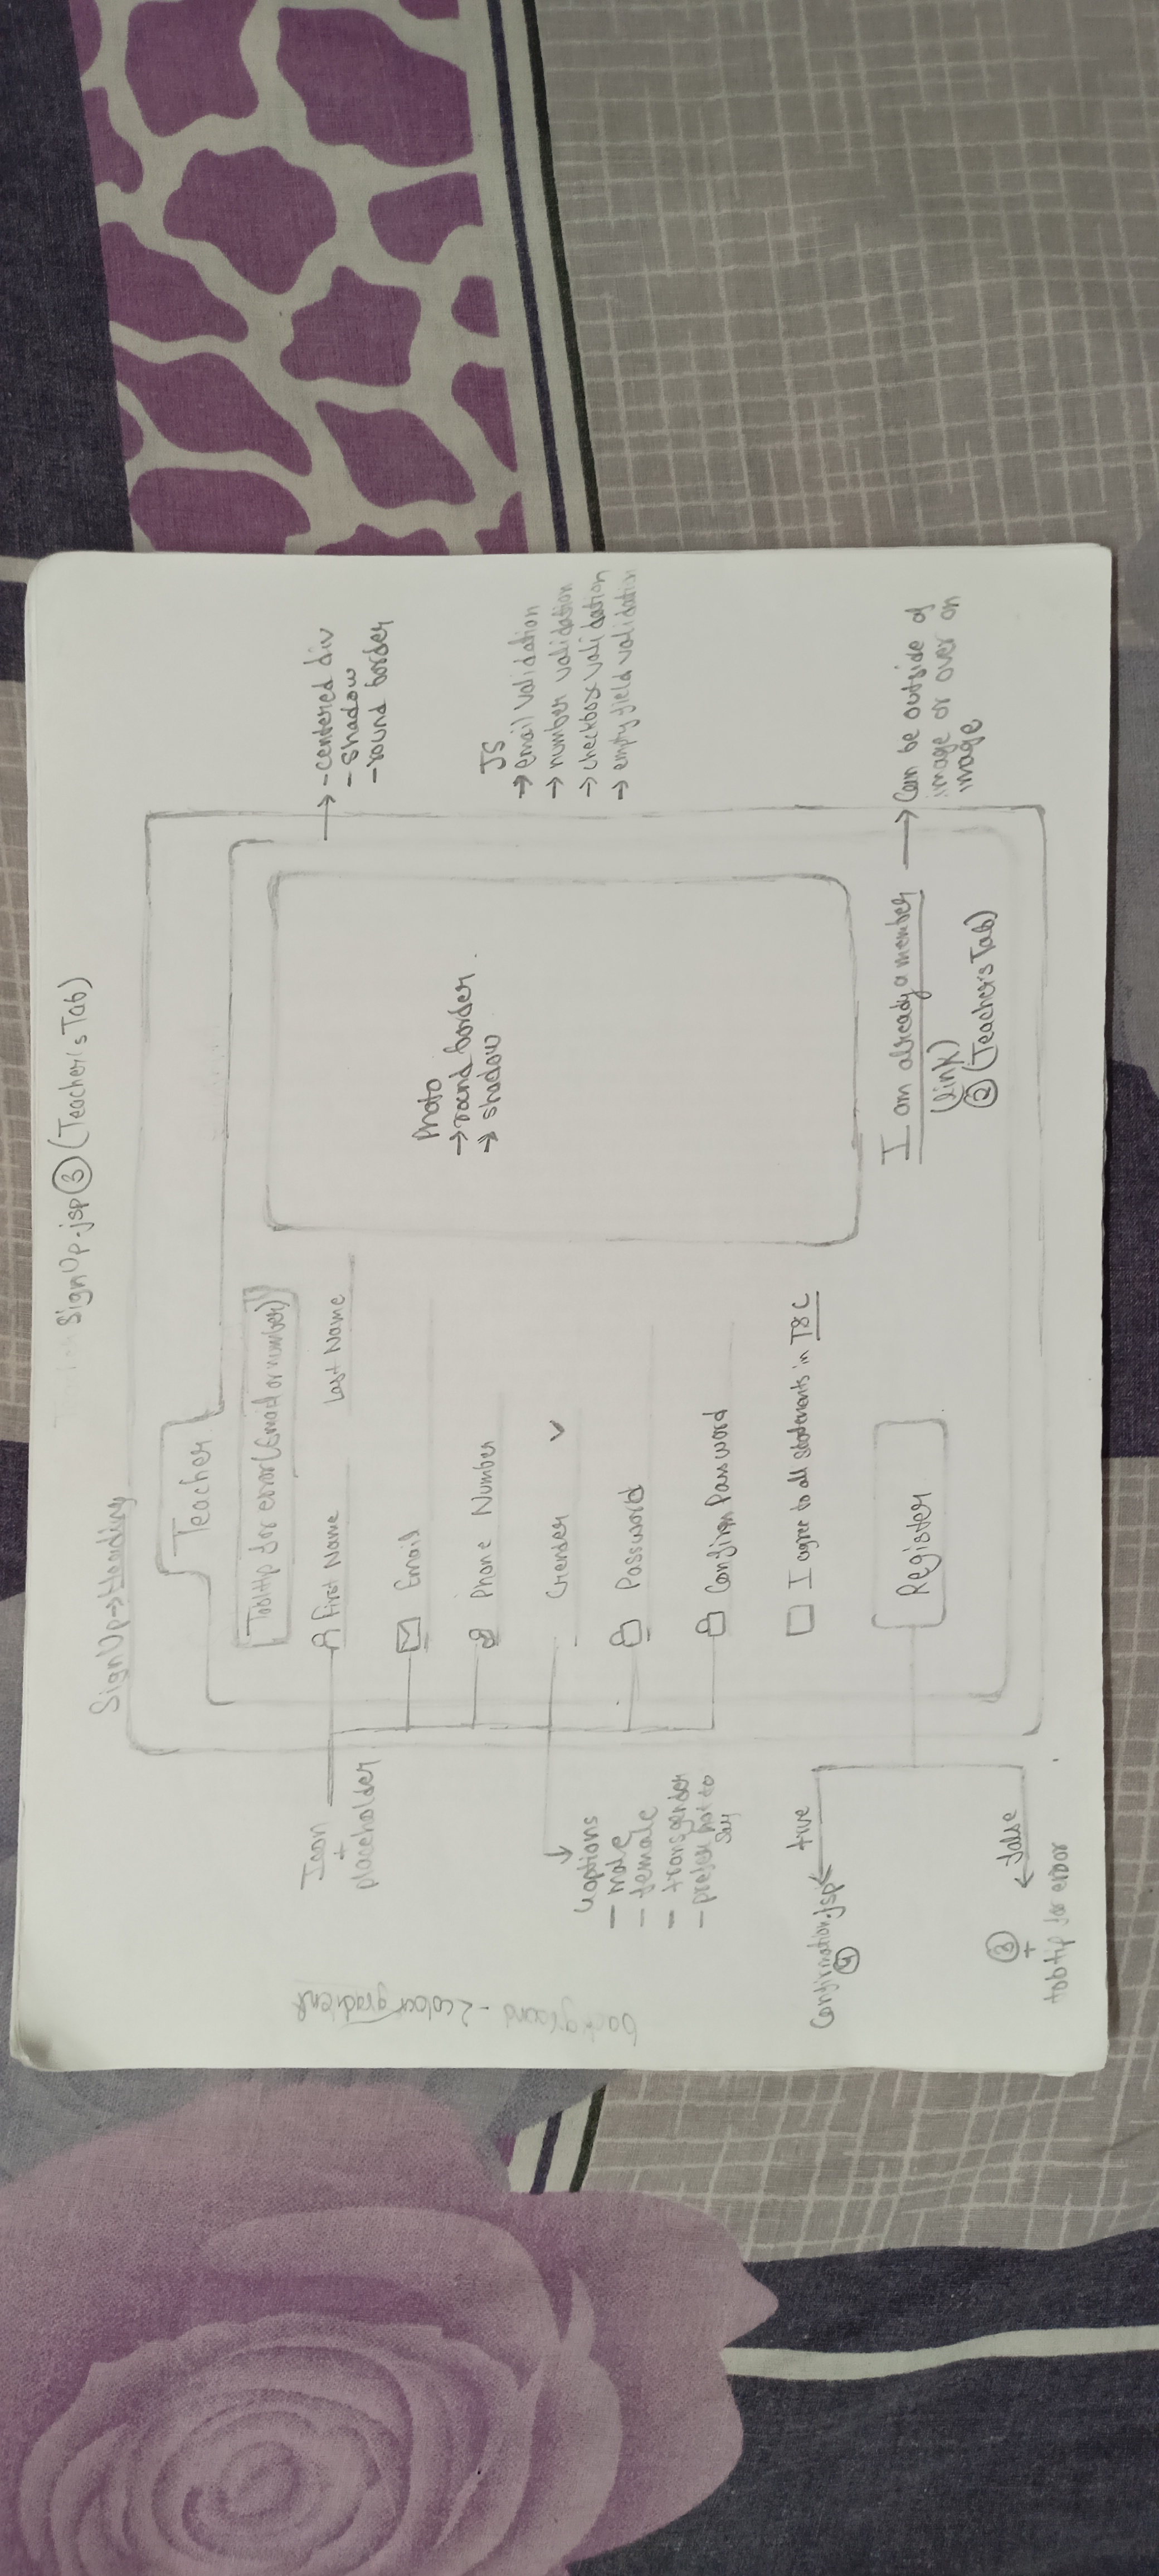 SignUp.jsp ③ (Teacher's Tab)
SignUp → Heading
Teacher
Tooltip for error (Email or number)
First Name
Last Name
Email
Phone Number
Gender
Password
Confirm Password
I agree to all statements in T&C
Register
Photo
→ round border
→ shadow
I am already a member
(link)
② (Teacher's Tab)
→ - centered div
- shadow
- round border
JS
→ email validation
→ number validation
→ checkbox validation
→ empty field validation
→ Can be outside of
image or over on
image
Icon
+
placeholder
4 options
- male
- female
- transgender
- prefer not to
say
true
Confirmation.jsp
④
false
③
+
tooltip for error
background - 2 colour gradient